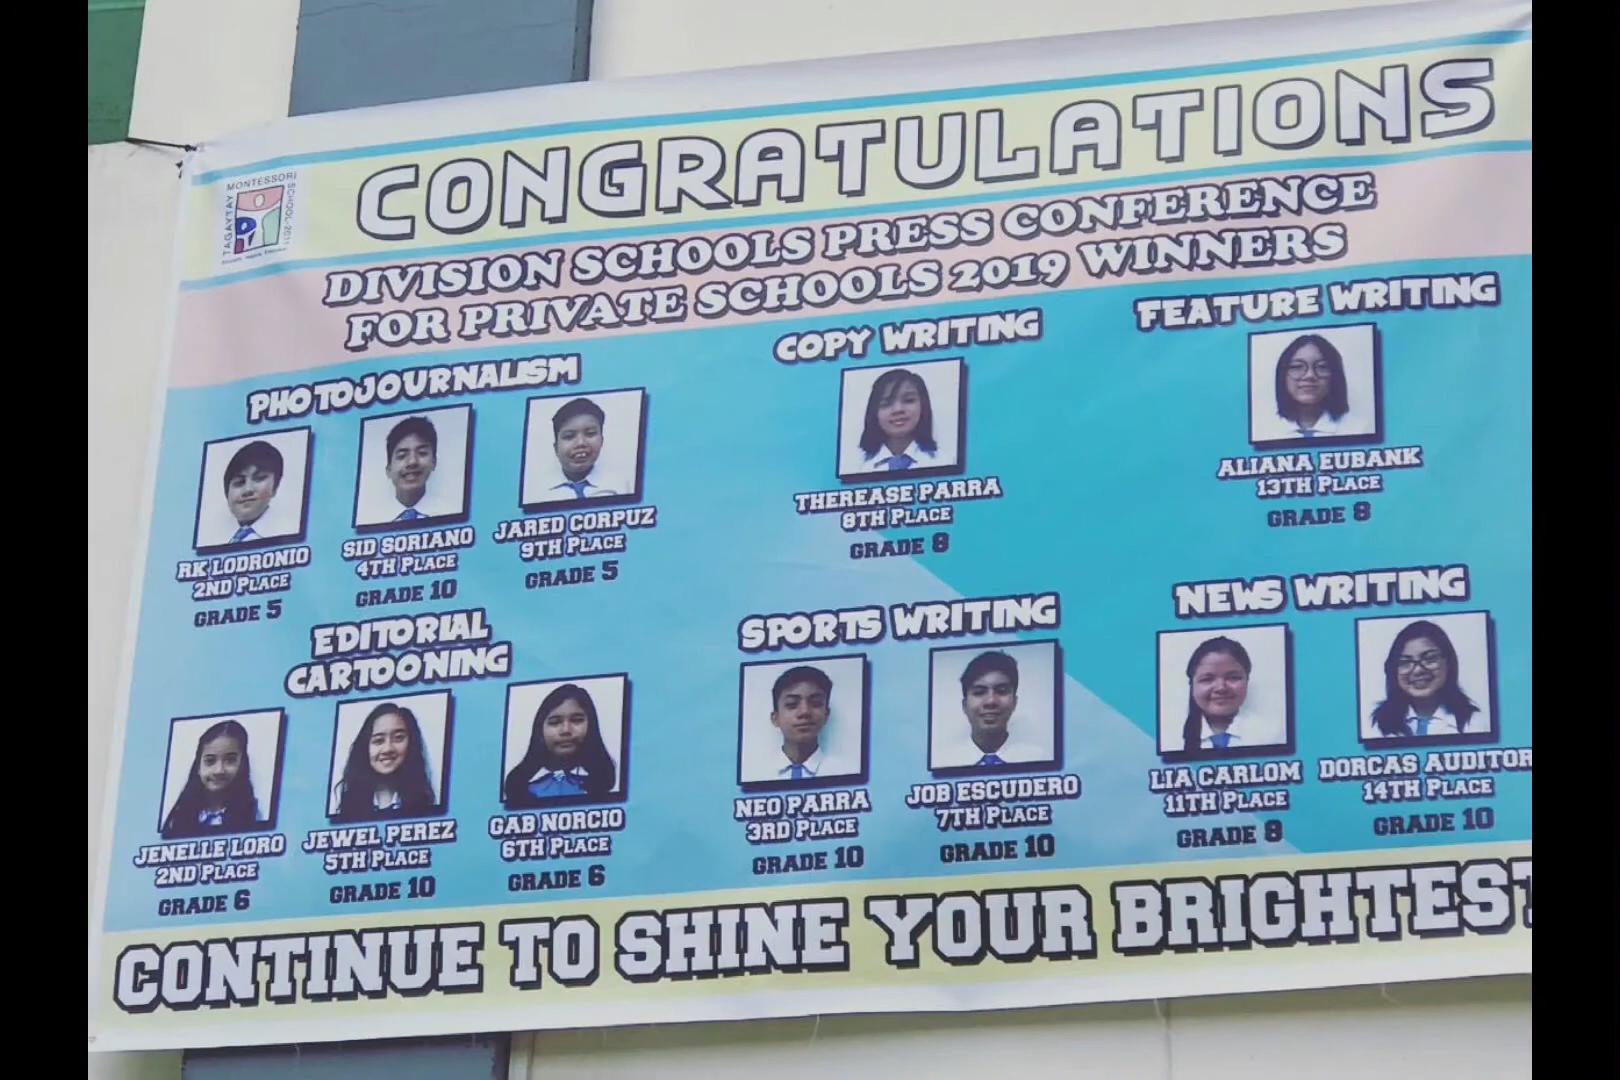 MONTESSORI
TAGAYTAY
SCHOOL-2011
CONGRATULATIONS
DIVISION SCHOOLS PRESS CONFERENCE
FOR PRIVATE SCHOOLS 2019 WINNERS
PHOTOJOURNALISM
RK LODRONIO
2ND PLACE
GRADE 5
SID SORIANO
4TH PLACE
GRADE 10
JARED CORPUZ
9TH PLACE
GRADE 5
COPY WRITING
THEREASE PARRA
8TH PLACE
GRADE 8
FEATURE WRITING
ALIANA EUBANK
13TH PLACE
GRADE 8
EDITORIAL
CARTOONING
JENELLE LORO
2ND PLACE
GRADE 6
JEWEL PEREZ
5TH PLACE
GRADE 10
GAB NORCIO
6TH PLACE
GRADE 6
SPORTS WRITING
NEO PARRA
3RD PLACE
GRADE 10
JOB ESCUDERO
7TH PLACE
GRADE 10
NEWS WRITING
LIA CARLOM
11TH PLACE
GRADE 8
DORCAS AUDITOR
14TH PLACE
GRADE 10
CONTINUE TO SHINE YOUR BRIGHTEST